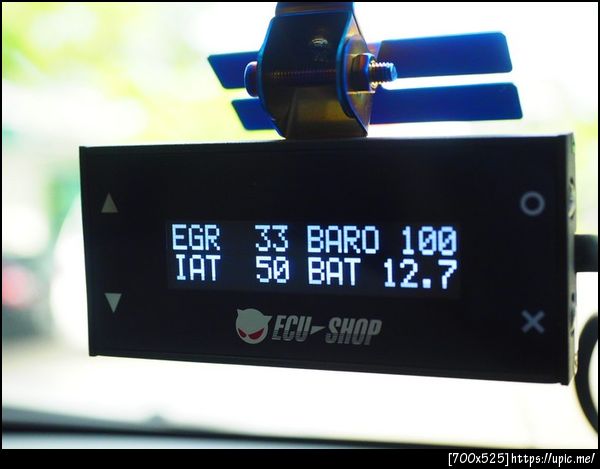 EGR 33 BARO 100
IAT 50 BAT 12.7
ECU-SHOP
[700x525]https://upic.me/